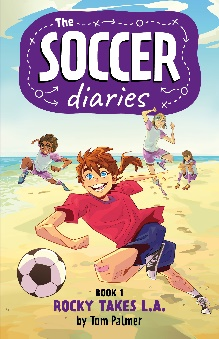 The
SOCCER
diaries
BOOK 1
ROCKY TAKES L.A.
by Tom Palmer